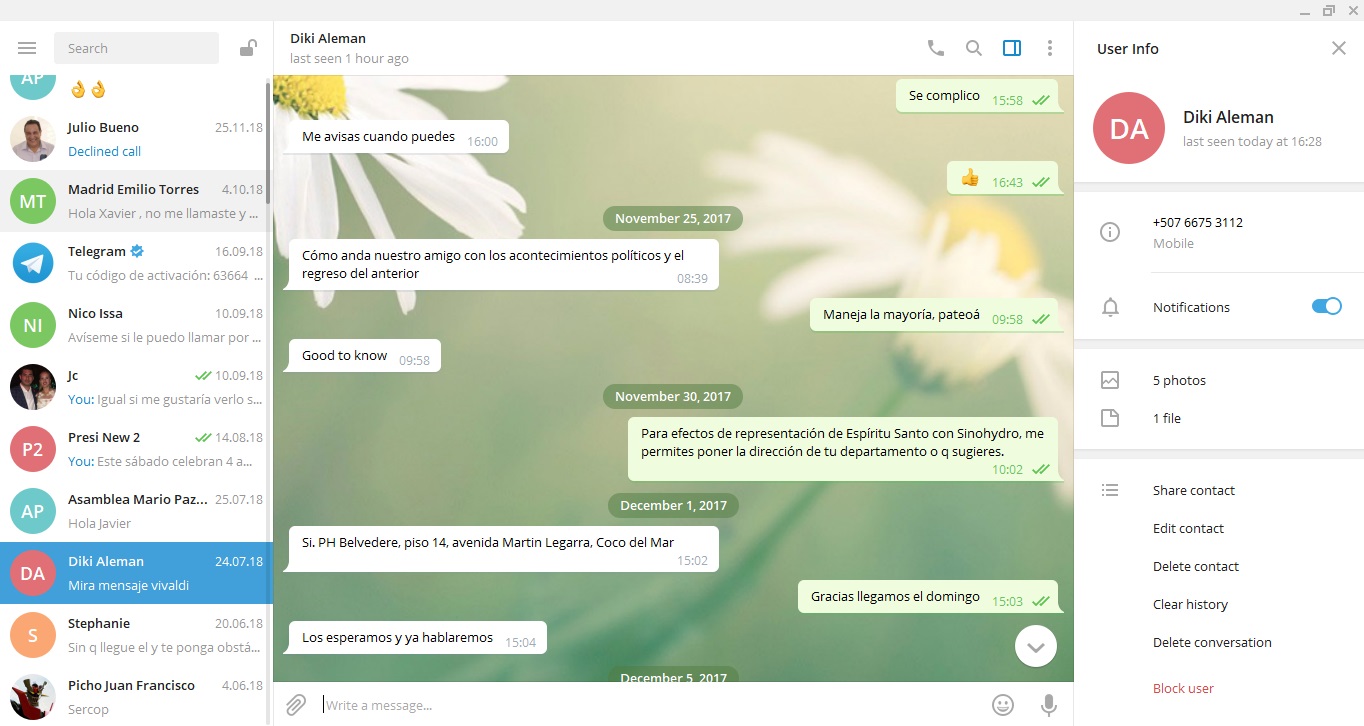 Search
AP
👌👌
Julio Bueno 25.11.18
Declined call
MT
Madrid Emilio Torres 4.10.18
Hola Xavier , no me llamaste y ...
Telegram 16.09.18
Tu código de activación: 63664 ...
NI
Nico Issa 10.09.18
Avíseme si le puedo llamar por ...
Jc 10.09.18
You: Igual si me gustaría verlo s...
P2
Presi New 2 14.08.18
You: Este sábado celebran 4 a...
AP
Asamblea Mario Paz... 25.07.18
Hola Javier
DA
Diki Aleman 24.07.18
Mira mensaje vivaldi
S
Stephanie 20.06.18
Sin q llegue el y te ponga obstá...
Picho Juan Francisco 4.06.18
Sercop
Diki Aleman
last seen 1 hour ago
Se complico 15:58
Me avisas cuando puedes 16:00
👍 16:43
November 25, 2017
Cómo anda nuestro amigo con los acontecimientos políticos y el
regreso del anterior 08:39
Maneja la mayoría, pateoá 09:58
Good to know 09:58
November 30, 2017
Para efectos de representación de Espíritu Santo con Sinohydro, me
permites poner la dirección de tu departamento o q sugieres.
10:02
December 1, 2017
Si. PH Belvedere, piso 14, avenida Martin Legarra, Coco del Mar
15:02
Gracias llegamos el domingo 15:03
Los esperamos y ya hablaremos 15:04
December 5, 2017
Write a message...
User Info
DA
Diki Aleman
last seen today at 16:28
+507 6675 3112
Mobile
Notifications
5 photos
1 file
Share contact
Edit contact
Delete contact
Clear history
Delete conversation
Block user